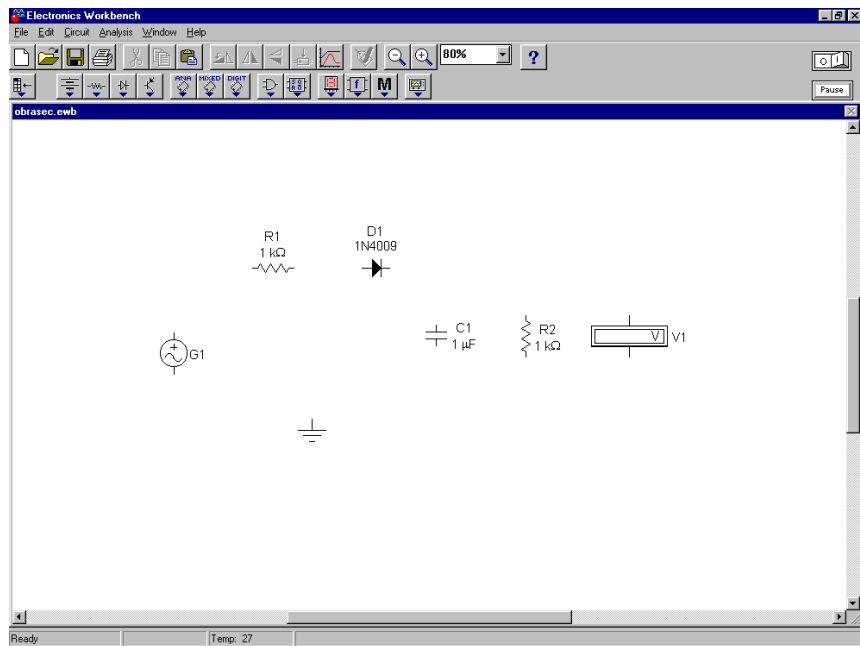 Electronics Workbench
File Edit Circuit Analysis Window Help
80%
?
ANA MIXED DIGIT
M
Pause
obrasec.ewb
R1
1 kΩ
D1
1N4009
C1
1 µF
R2
1 kΩ
V
V1
G1
Ready
Temp: 27